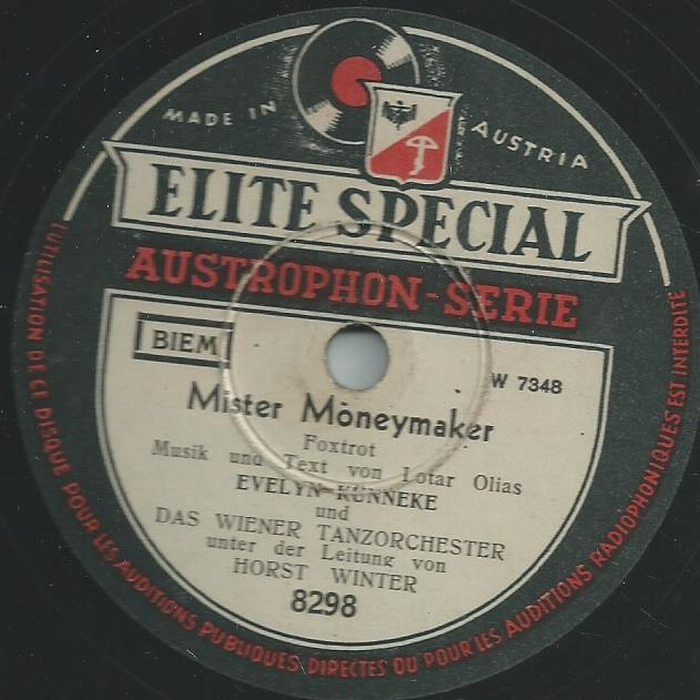 MADE IN AUSTRIA
ELITE SPECIAL
AUSTROPHON-SERIE
BIEM
W 7348
Mister Moneymaker
Foxtrot
Musik und Text von Lotar Olias
EVELYN KÜNNEKE
und
DAS WIENER TANZORCHESTER
unter der Leitung von
HORST WINTER
8298
L'UTILISATION DE CE DISQUE POUR LES AUDITIONS PUBLIQUES DIRECTES OU POUR LES AUDITIONS RADIOPHONIQUES EST INTERDITE